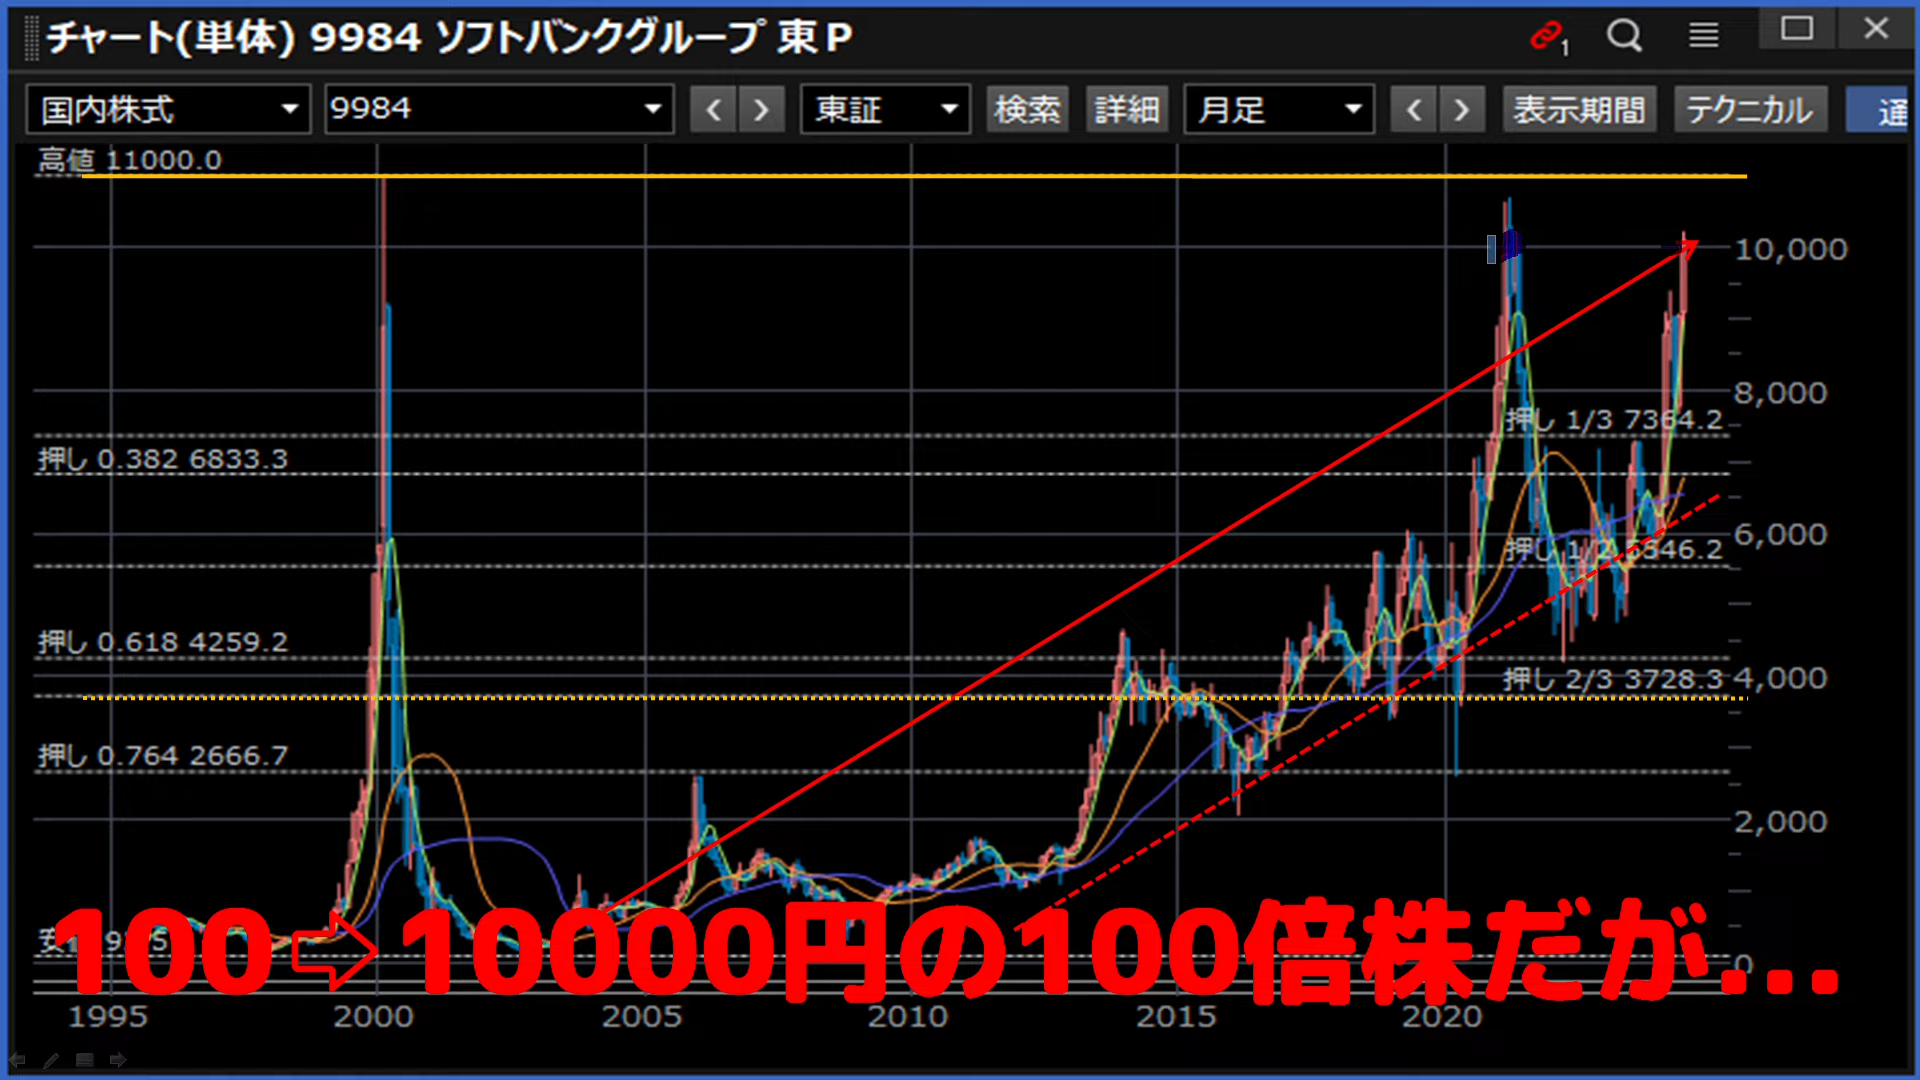 チャート(単体) 9984 ソフトバンクグループ 東P
1
国内株式 9984 東証 検索 詳細 月足 表示期間 テクニカル 通
高値 11000.0
10,000
8,000
押し 1/3 7364.2
押し 0.382 6833.3
6,000
押し 1/2 5546.2
押し 0.618 4259.2
押し 2/3 3728.3
4,000
押し 0.764 2666.7
2,000
0
100⇨10000円の100倍株だが...
1995 2000 2005 2010 2015 2020